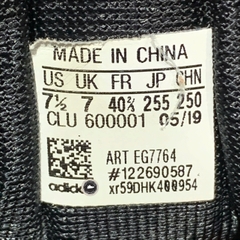 MADE IN CHINA
US UK FR JP CHN
7½ 7 40⅔ 255 250
CLU 600001 05/19
ART EG7764
#122690587
adiclick xr59DHK400954